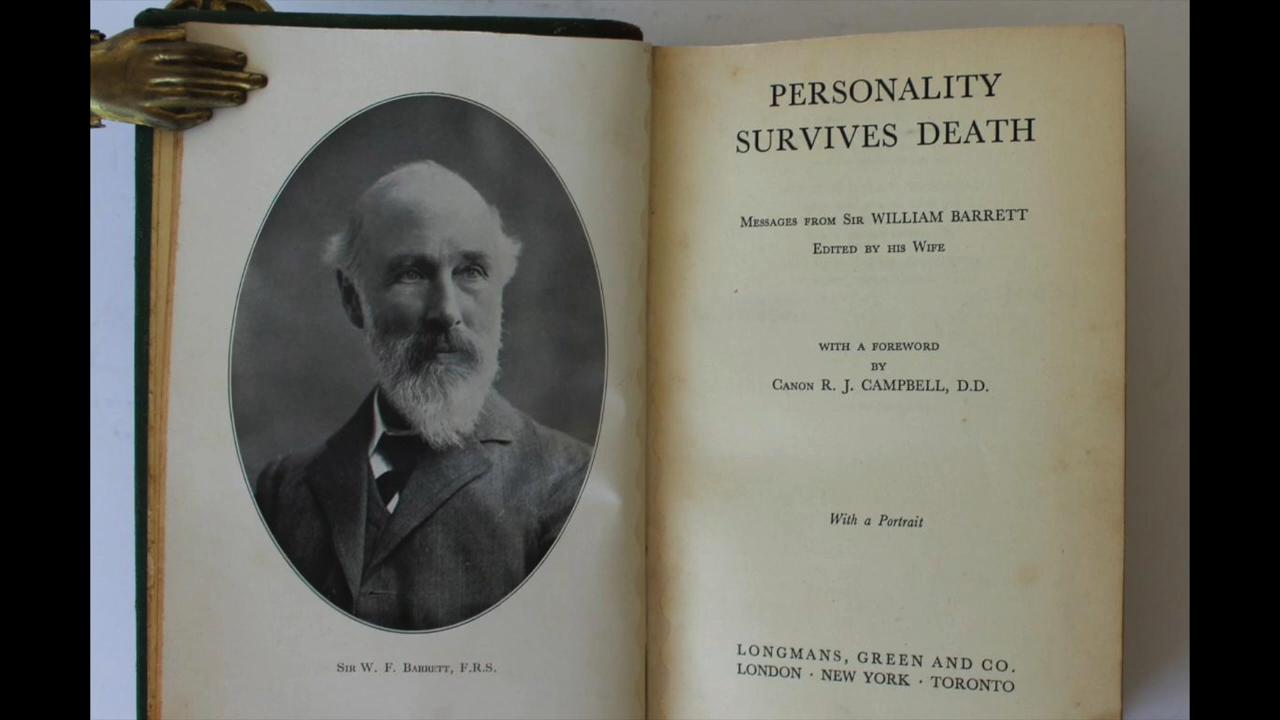 Sir W. F. Barrett, F.R.S.
PERSONALITY
SURVIVES DEATH
Messages from Sir WILLIAM BARRETT
Edited by his Wife
WITH A FOREWORD
BY
Canon R. J. CAMPBELL, D.D.
With a Portrait
LONGMANS, GREEN AND CO.
LONDON · NEW YORK · TORONTO